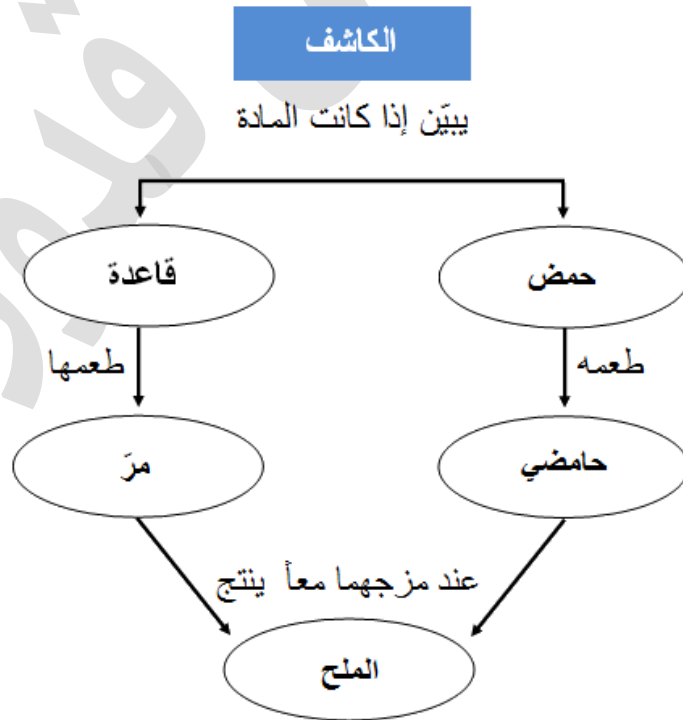 الكاشف
يبيّن إذا كانت المادة
حمض
قاعدة
طعمه
طعمها
حامضي
مرّ
عند مزجهما معاً ينتج
الملح